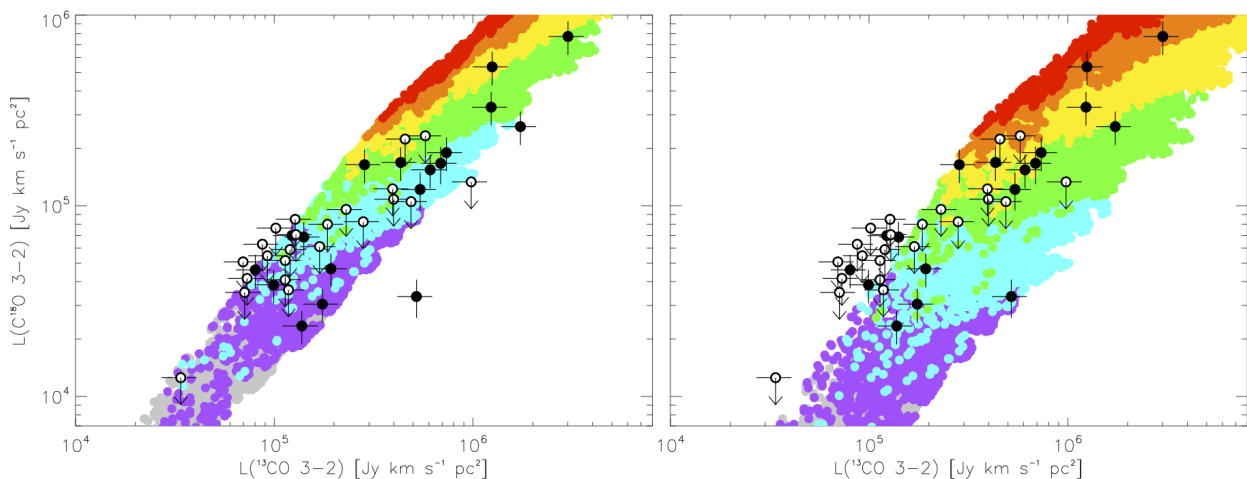 10⁶
L(C¹⁸O 3−2) [Jy km s⁻¹ pc²]
10⁵
10⁴
10⁴ 10⁵ 10⁶ 10⁴ 10⁵ 10⁶
L(¹³CO 3−2) [Jy km s⁻¹ pc²] L(¹³CO 3−2) [Jy km s⁻¹ pc²]